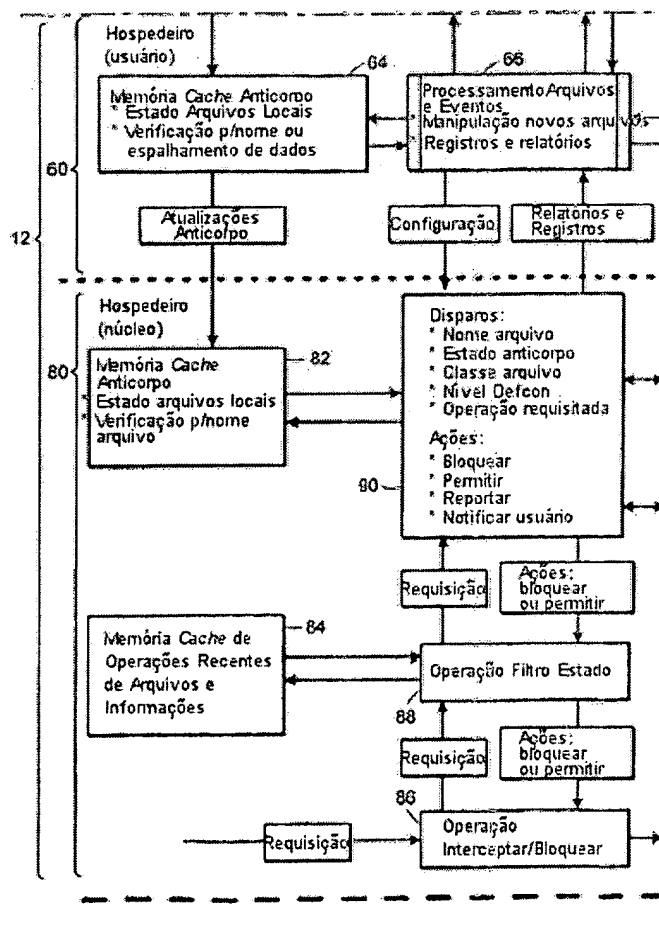 Hospedeiro
(usuário)
64
66
Memória Cache Anticorpo
* Estado Arquivos Locais
* Verificação p/nome ou
espalhamento de dados
Processamento Arquivos
e Eventos
* Manipulação novos arquivos
* Registros e relatórios
60
12
Atualizações
Anticorpo
Configuração
Relatórios e
Registros
Hospedeiro
(núcleo)
80
82
Memória Cache
Anticorpo
* Estado arquivos locais
* Verificação p/nome
arquivo
Disparos:
* Nome arquivo
* Estado anticorpo
* Classe arquivo
* Nível Defcon
* Operação requisitada
Ações:
* Bloquear
* Permitir
* Reportar
* Notificar usuário
90
Requisição
Ações:
bloquear
ou permitir
84
Memória Cache de
Operações Recentes
de Arquivos e
Informações
Operação Filtro Estado
88
Requisição
Ações:
bloquear
ou permitir
86
Requisição
Operação
Interceptar/Bloquear